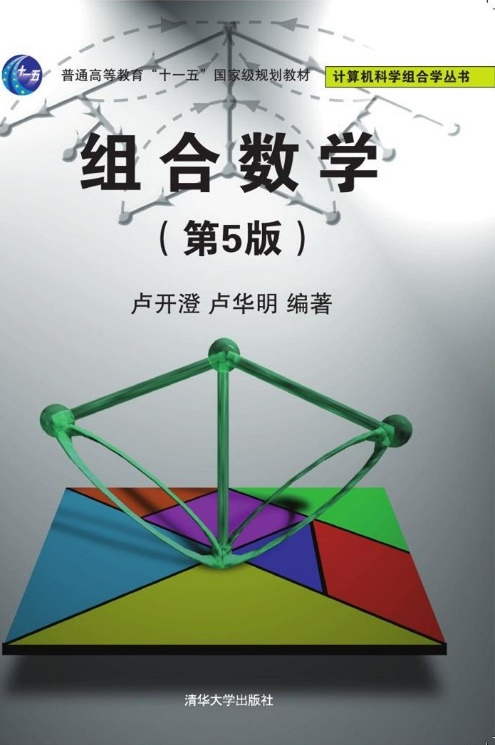 十一五
普通高等教育“十一五”国家级规划教材
计算机科学组合学丛书
组合数学
（第5版）
卢开澄 卢华明 编著
清华大学出版社